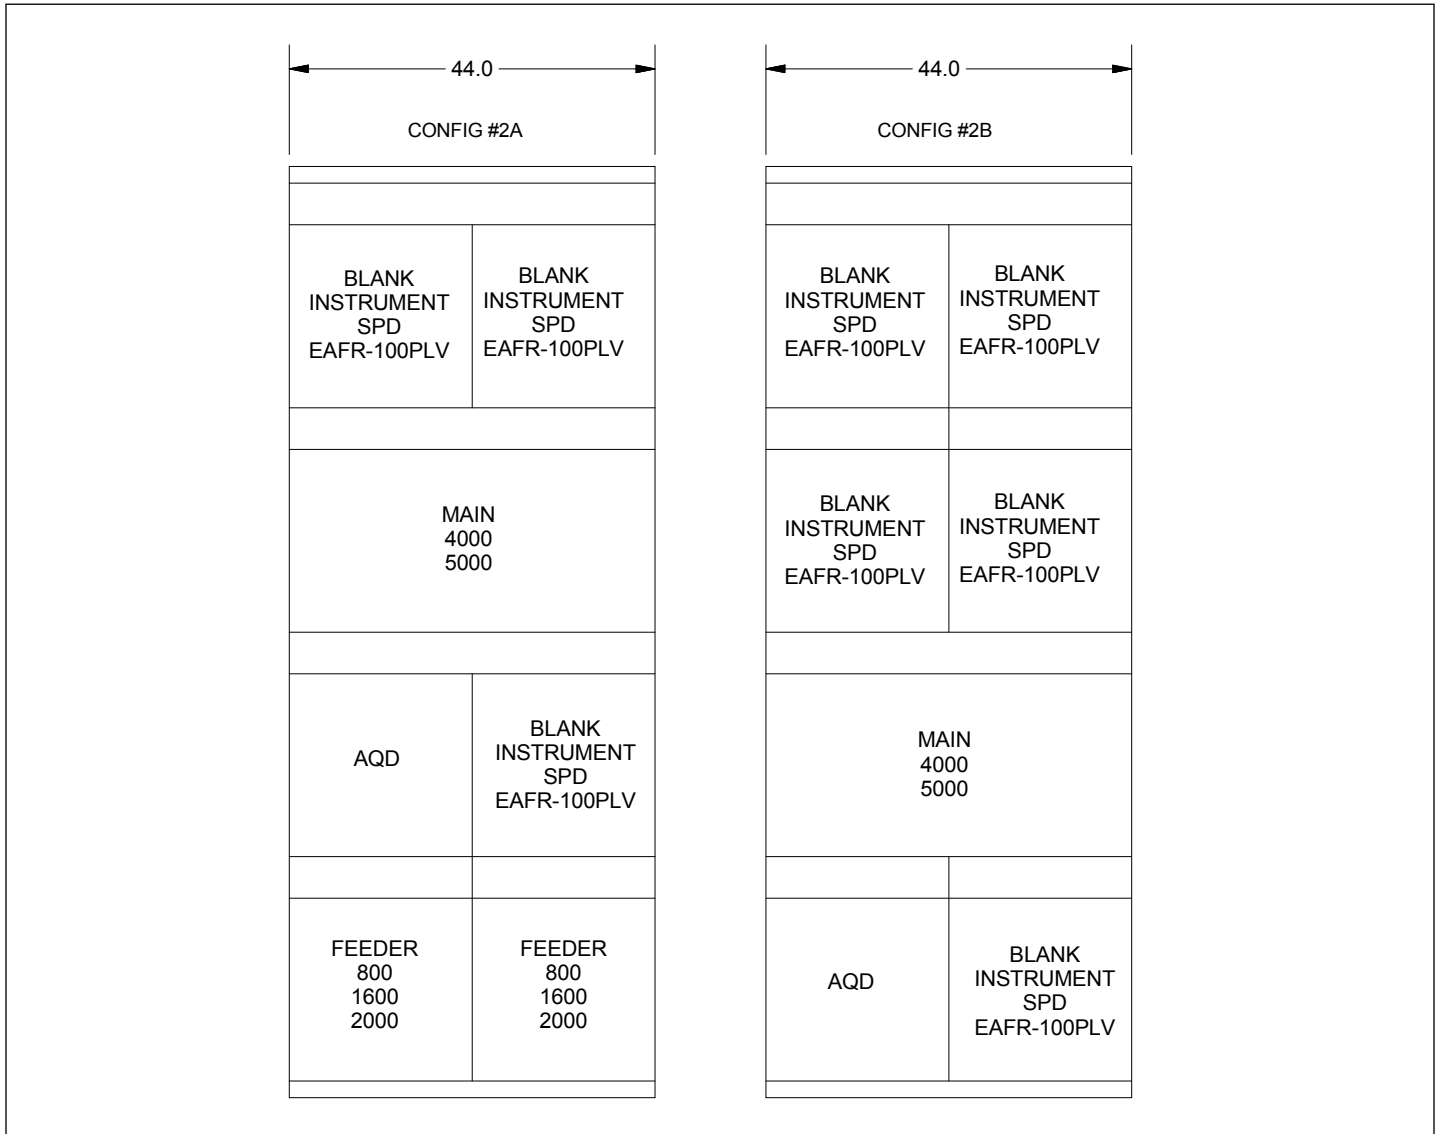 44.0
CONFIG #2A
BLANK
INSTRUMENT
SPD
EAFR-100PLV
BLANK
INSTRUMENT
SPD
EAFR-100PLV
MAIN
4000
5000
AQD
BLANK
INSTRUMENT
SPD
EAFR-100PLV
FEEDER
800
1600
2000
FEEDER
800
1600
2000
44.0
CONFIG #2B
BLANK
INSTRUMENT
SPD
EAFR-100PLV
BLANK
INSTRUMENT
SPD
EAFR-100PLV
BLANK
INSTRUMENT
SPD
EAFR-100PLV
BLANK
INSTRUMENT
SPD
EAFR-100PLV
MAIN
4000
5000
AQD
BLANK
INSTRUMENT
SPD
EAFR-100PLV